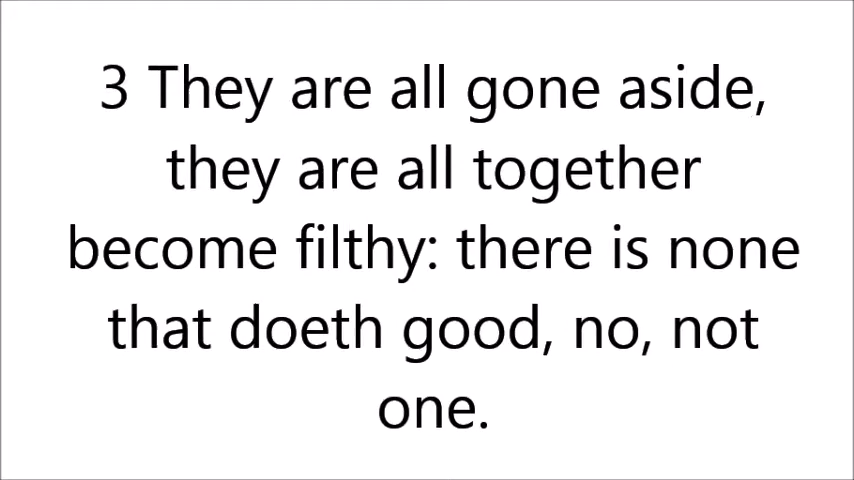 3 They are all gone aside,
they are all together
become filthy: there is none
that doeth good, no, not
one.